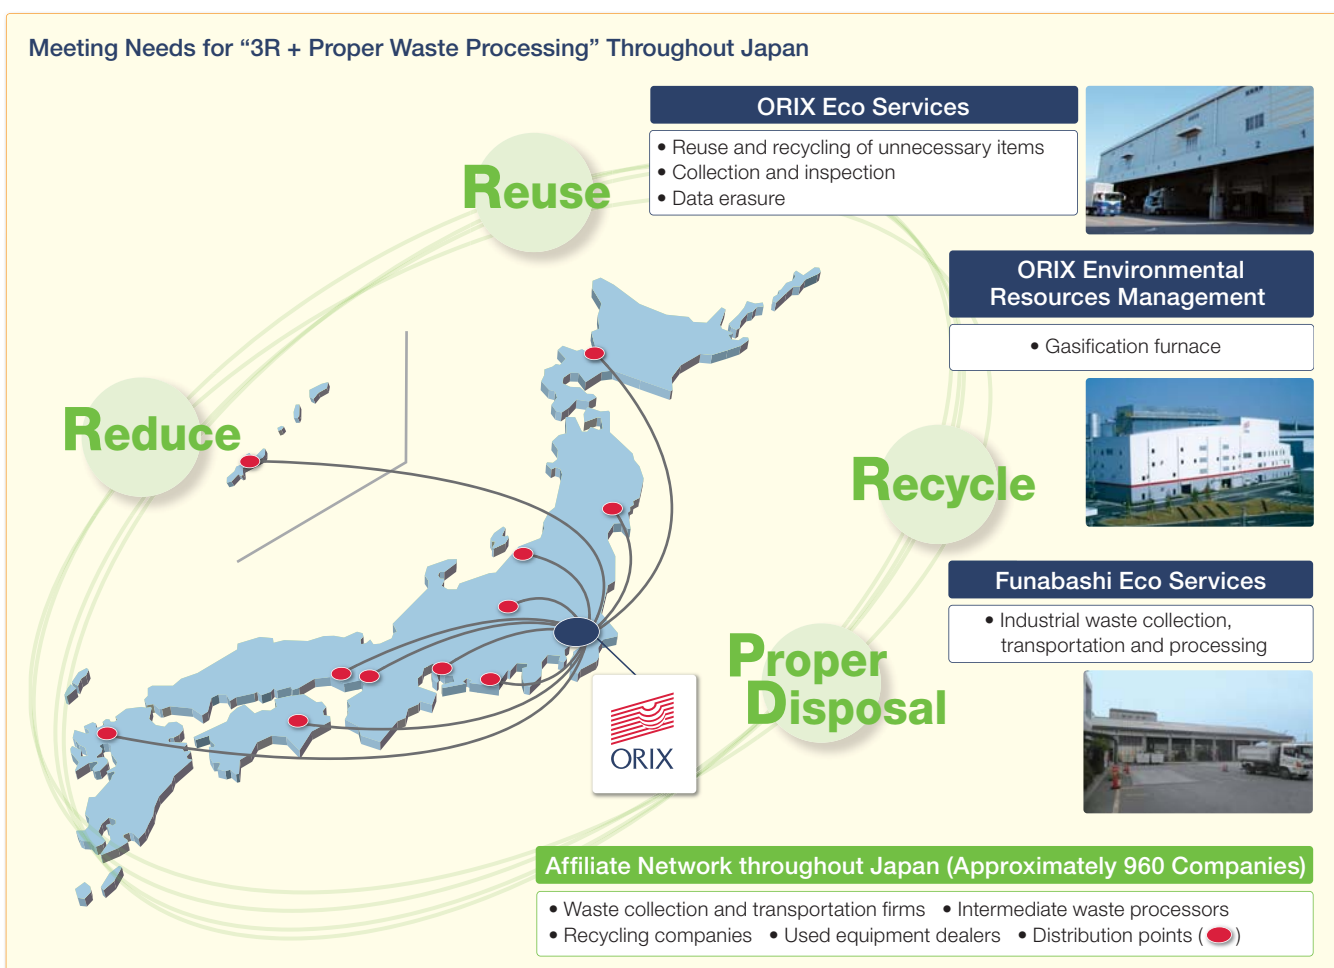 Meeting Needs for “3R + Proper Waste Processing” Throughout Japan
ORIX Eco Services
• Reuse and recycling of unnecessary items
• Collection and inspection
• Data erasure
Reuse
ORIX Environmental
Resources Management
• Gasification furnace
Reduce
Recycle
Funabashi Eco Services
• Industrial waste collection,
transportation and processing
Proper
Disposal
ORIX
Affiliate Network throughout Japan (Approximately 960 Companies)
• Waste collection and transportation firms • Intermediate waste processors
• Recycling companies • Used equipment dealers • Distribution points ( )